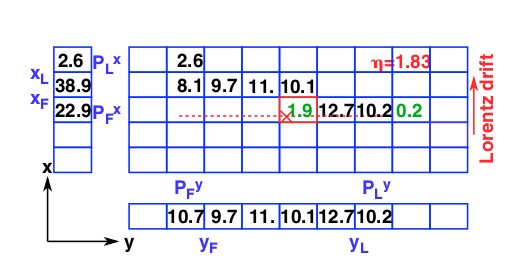 2.6 P_L^x 2.6 η=1.83
x_L 38.9 8.1 9.7 11. 10.1
x_F 22.9 P_F^x 1.9 12.7 10.2 0.2
Lorentz drift
x P_F^y P_L^y
10.7 9.7 11. 10.1 12.7 10.2
y y_F y_L